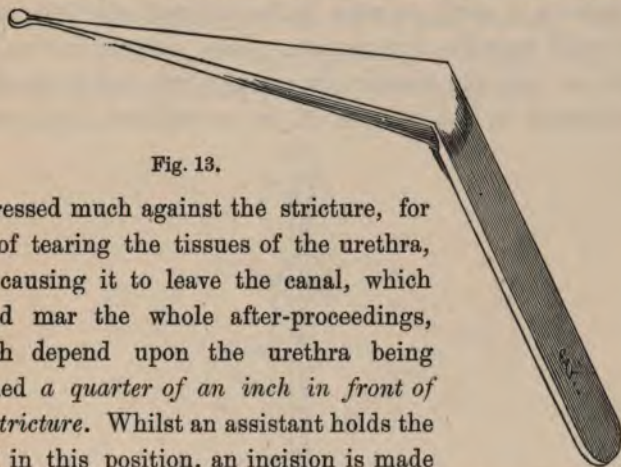 Fig. 13.
ressed much against the stricture, for
of tearing the tissues of the urethra,
causing it to leave the canal, which
d mar the whole after-proceedings,
h depend upon the urethra being
ed a quarter of an inch in front of
tricture. Whilst an assistant holds the
in this position, an incision is made